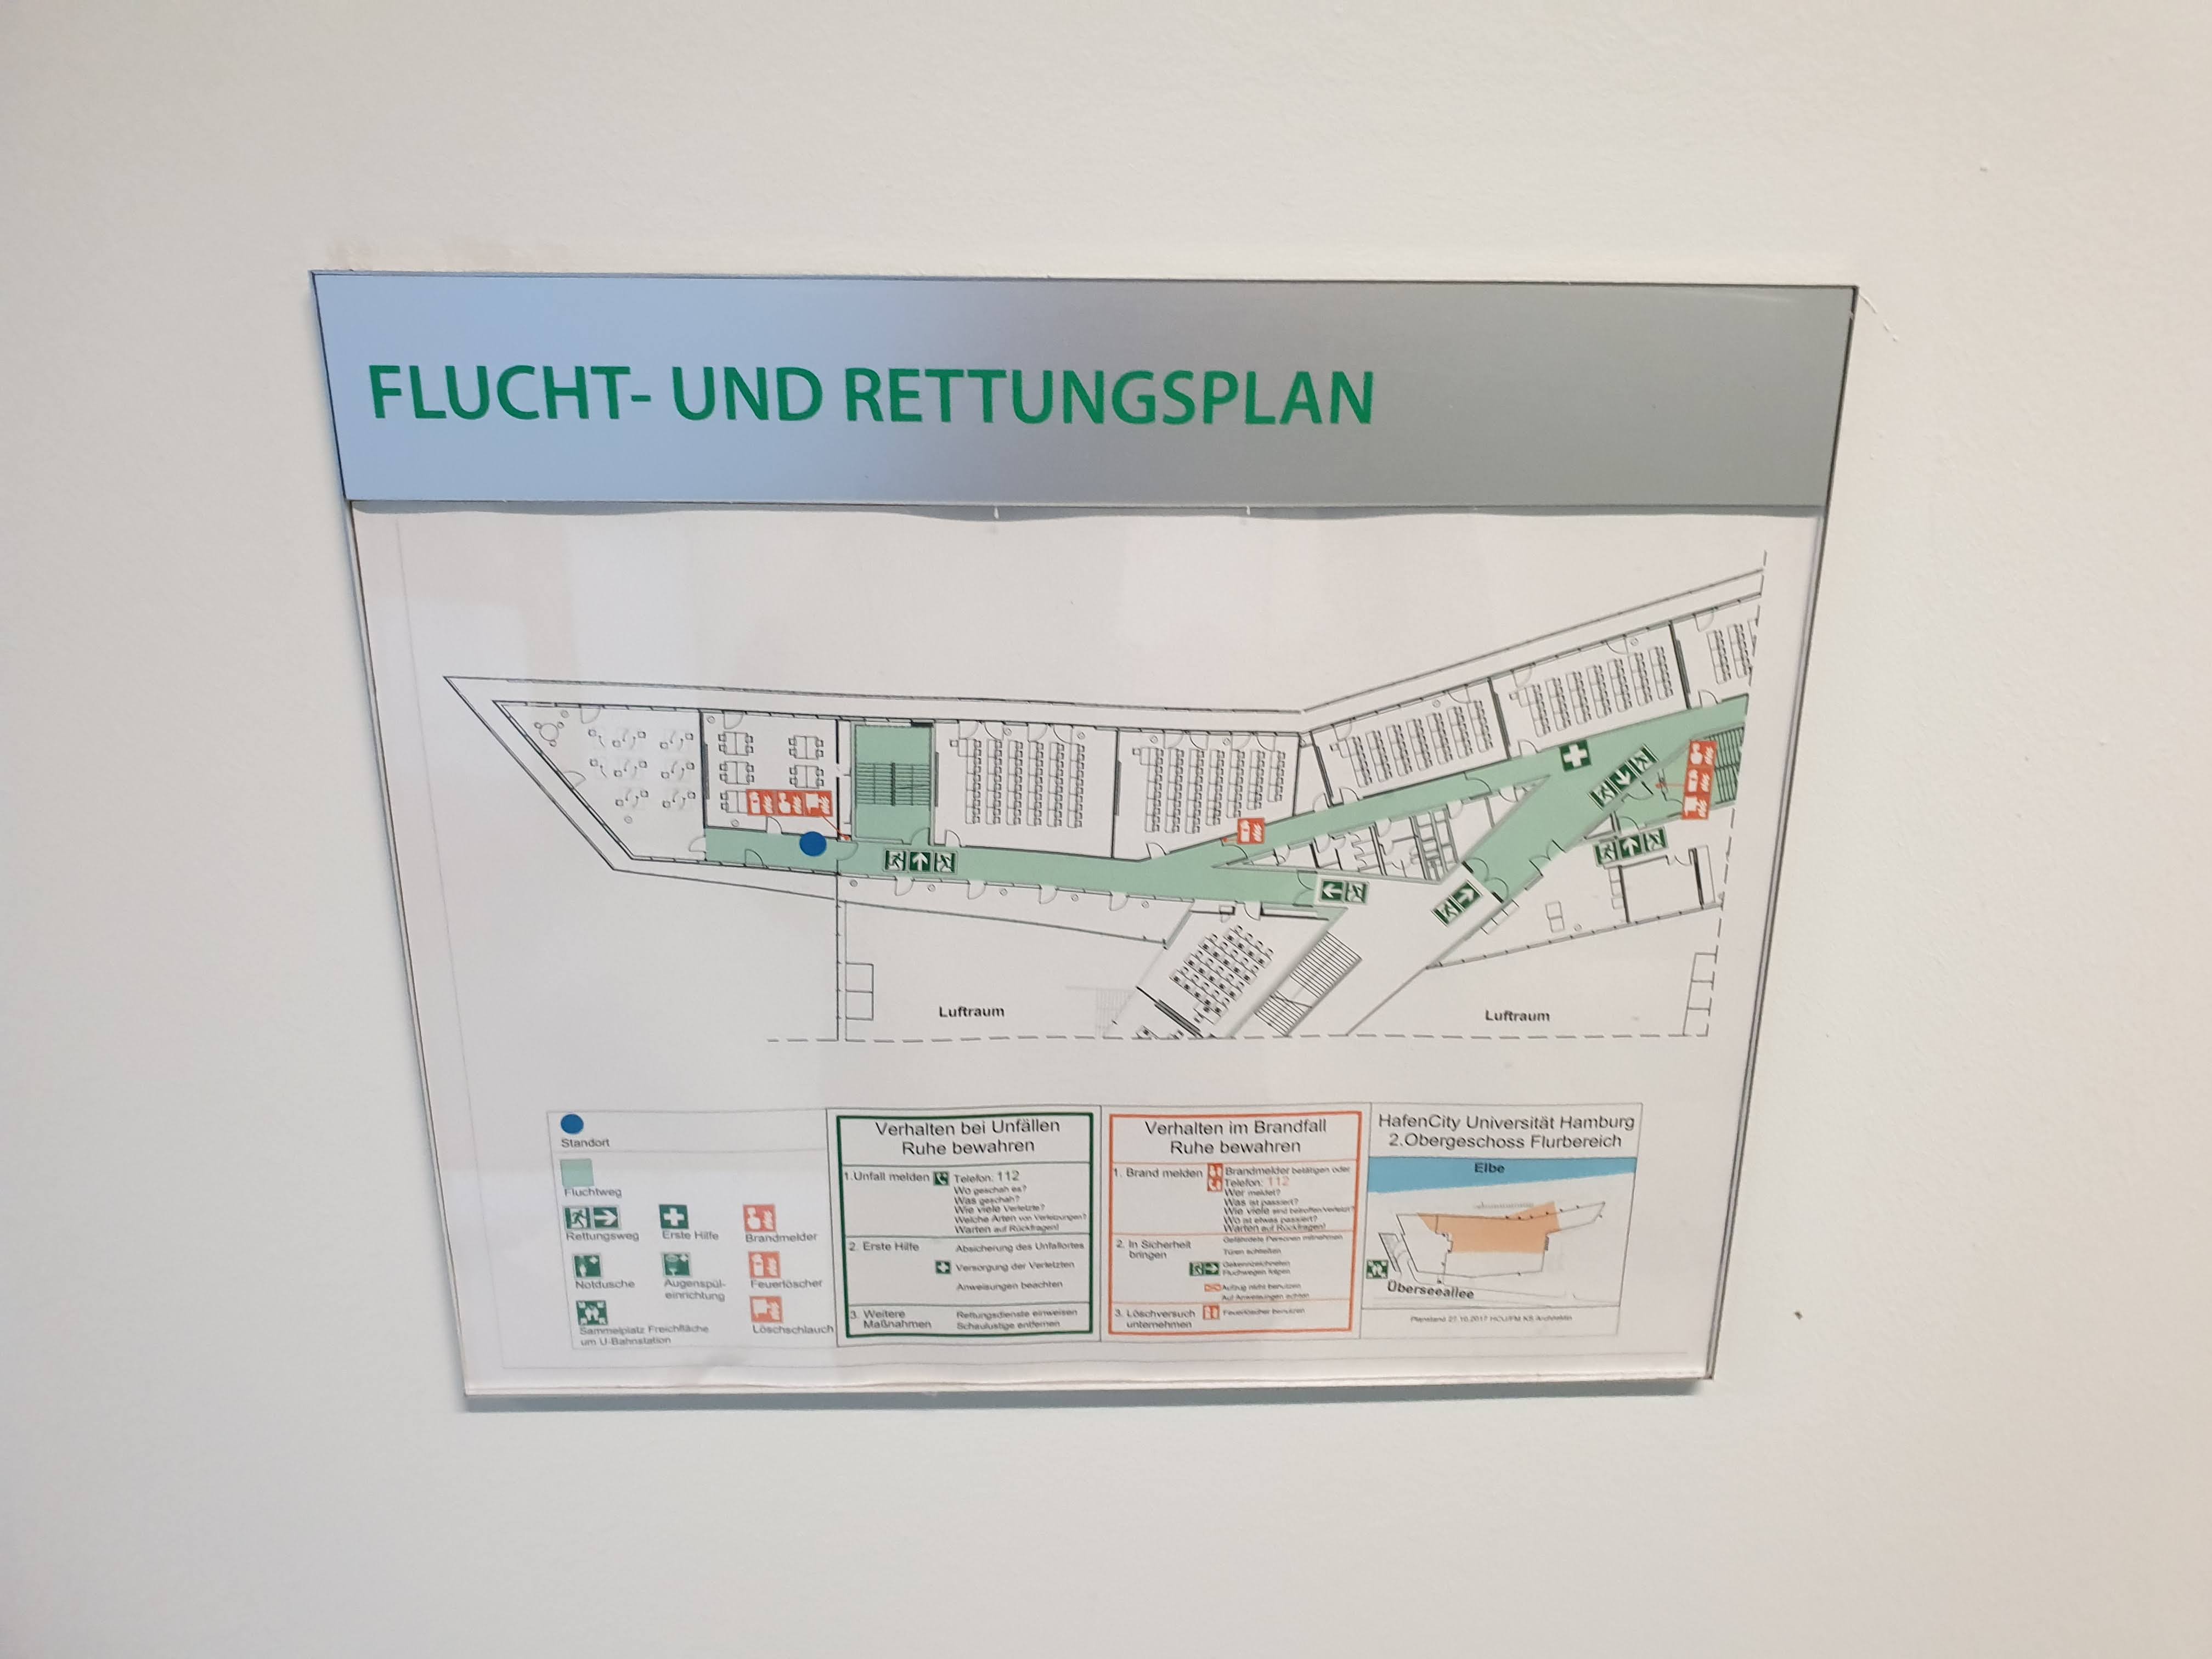 FLUCHT- UND RETTUNGSPLAN
Luftraum
Luftraum
Standort
Fluchtweg
Rettungsweg
Erste Hilfe
Brandmelder
Notdusche
Augenspül-
einrichtung
Feuerlöscher
Sammelplatz Freichfläche
um U-Bahnstation
Löschschlauch
Verhalten bei Unfällen
Ruhe bewahren
1.Unfall melden
Telefon: 112
Wo geschah es?
Was geschah?
Wie viele Verletzte?
Welche Arten von Verletzungen?
Warten auf Rückfragen!
2. Erste Hilfe
Absicherung des Unfallortes
Versorgung der Verletzten
Anweisungen beachten
3. Weitere
Maßnahmen
Rettungsdienste einweisen
Schaulustige entfernen
Verhalten im Brandfall
Ruhe bewahren
1. Brand melden
Brandmelder betätigen oder
Telefon: 112
Wer meldet?
Was ist passiert?
Wie viele sind betroffen/verletzt?
Wo ist etwas passiert?
Warten auf Rückfragen!
2. In Sicherheit
bringen
Gefährdete Personen mitnehmen
Türen schließen
Gekennzeichneten
Fluchtwegen folgen
Aufzug nicht benutzen
Auf Anweisungen achten
3. Löschversuch
unternehmen
Feuerlöscher benutzen
HafenCity Universität Hamburg
2.Obergeschoss Flurbereich
Elbe
Überseeallee
Planstand 27.10.2017 HCU/FM KS